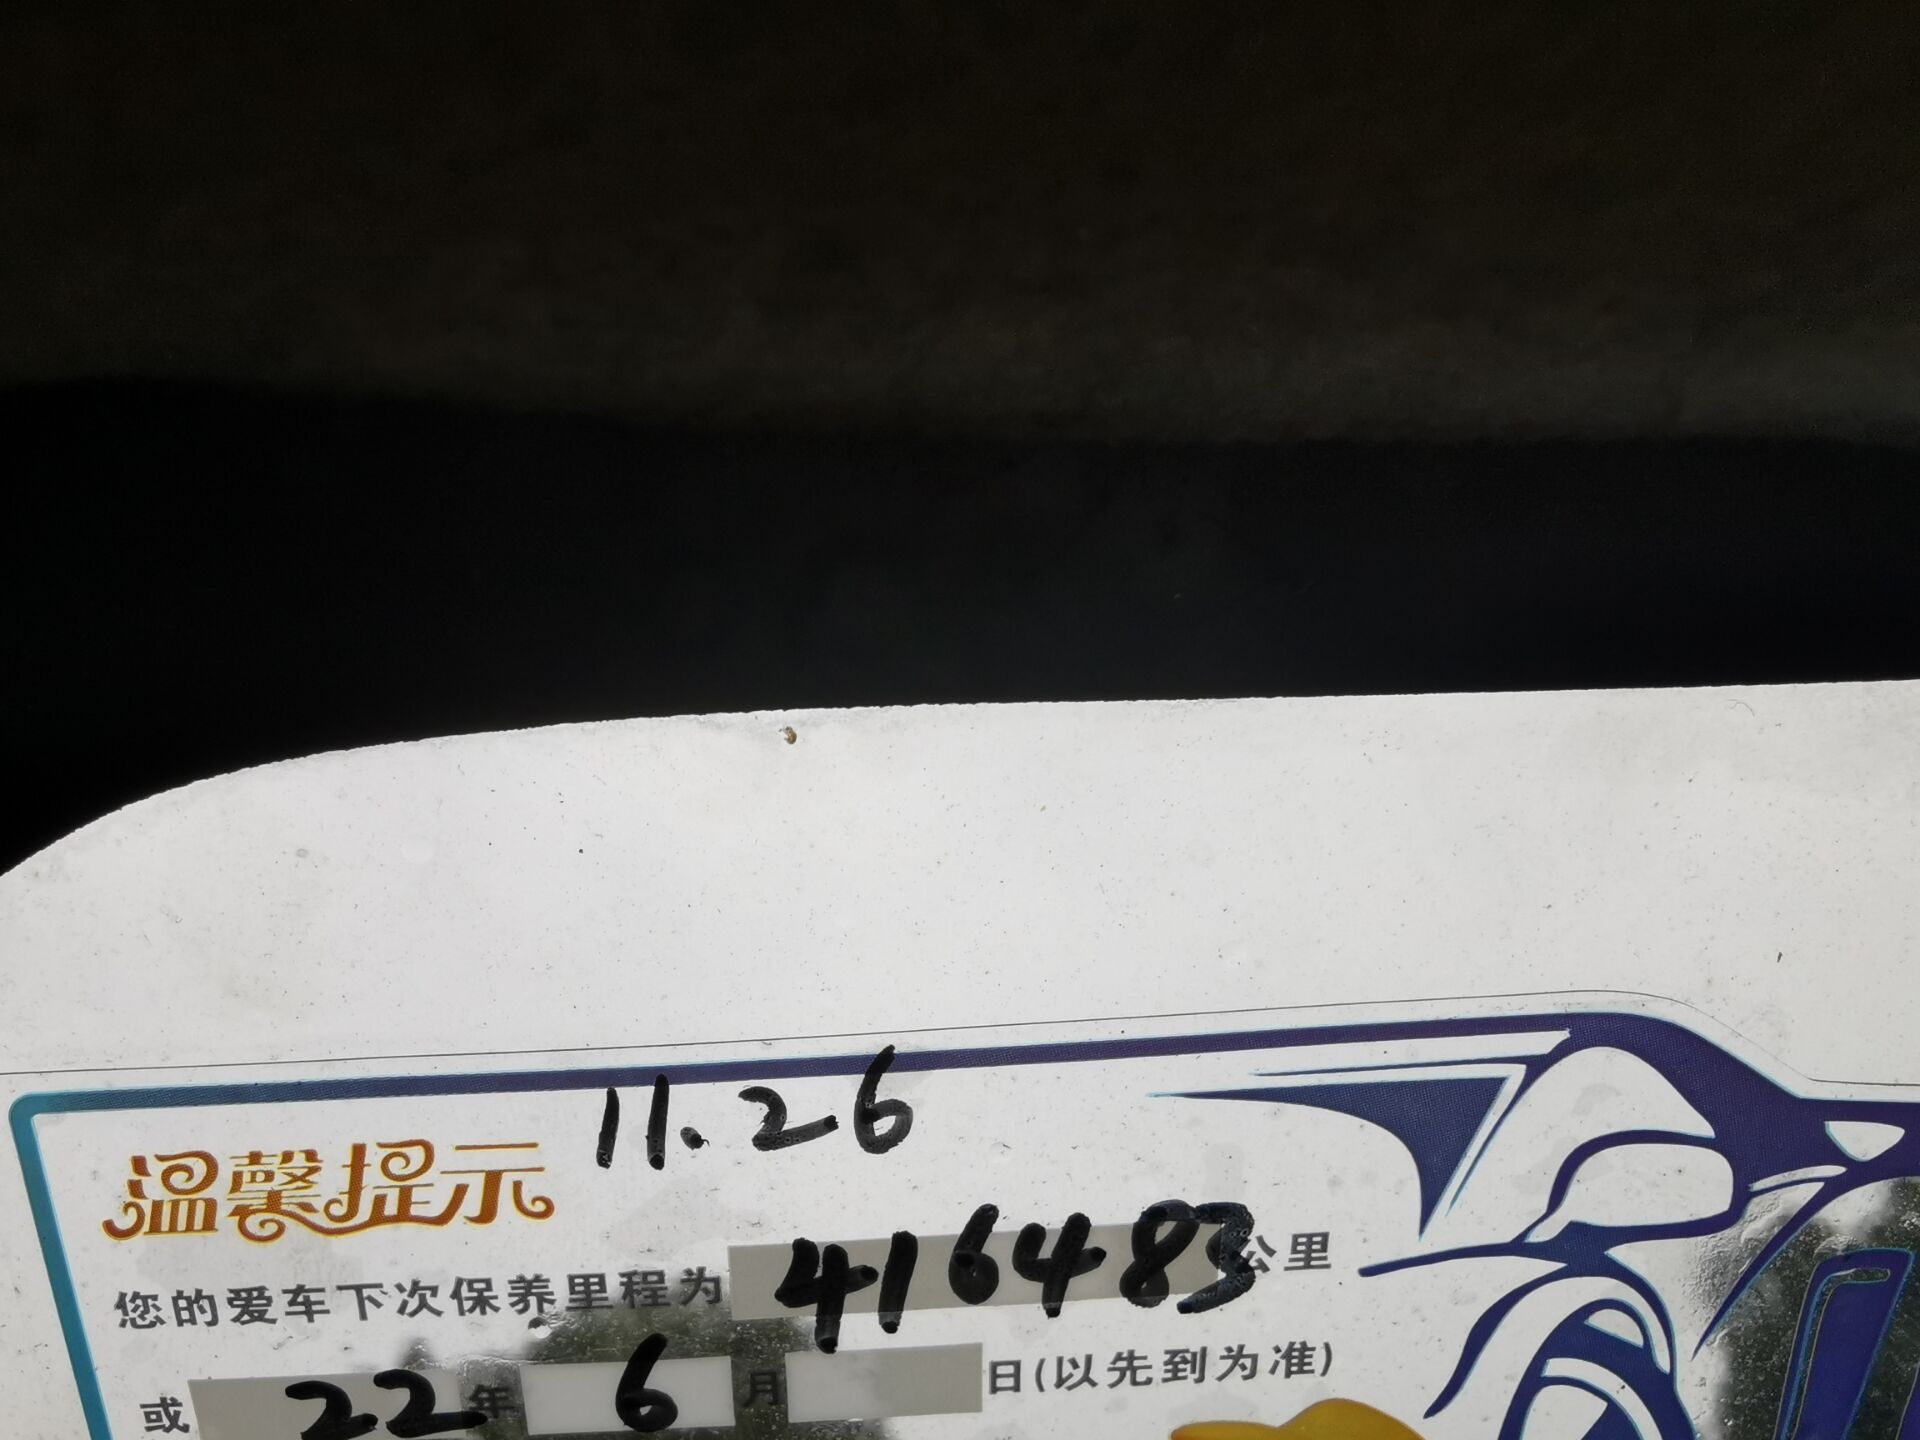 11.26
温馨提示
您的爱车下次保养里程为 416483 公里
或 22 年 6 月 日(以先到为准)